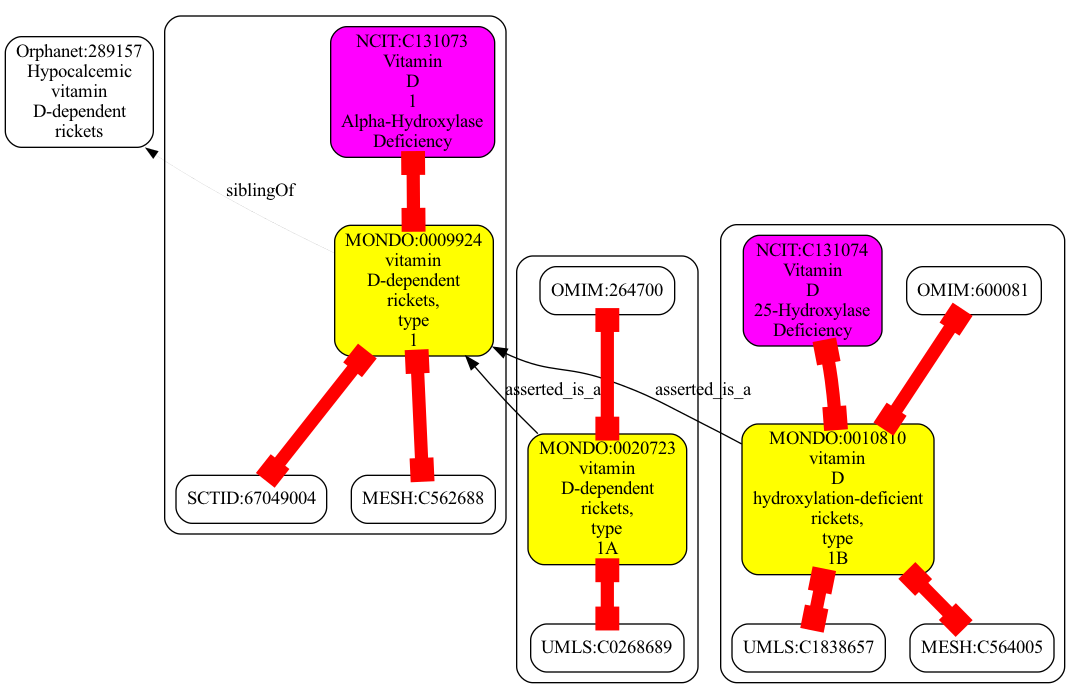 Orphanet:289157
Hypocalcemic
vitamin
D-dependent
rickets
NCIT:C131073
Vitamin
D
1
Alpha-Hydroxylase
Deficiency
siblingOf
MONDO:0009924
vitamin
D-dependent
rickets,
type
1
SCTID:67049004
MESH:C562688
OMIM:264700
asserted_is_a
asserted_is_a
MONDO:0020723
vitamin
D-dependent
rickets,
type
1A
UMLS:C0268689
NCIT:C131074
Vitamin
D
25-Hydroxylase
Deficiency
OMIM:600081
MONDO:0010810
vitamin
D
hydroxylation-deficient
rickets,
type
1B
UMLS:C1838657
MESH:C564005